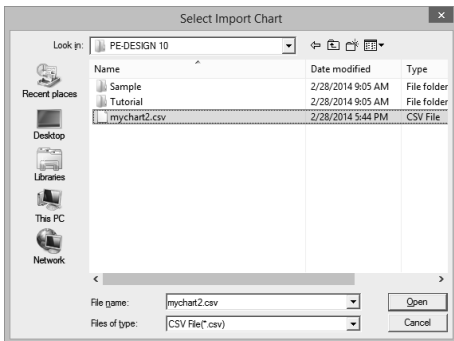 Select Import Chart
Look in: PE-DESIGN 10
Name Date modified Type
Sample 2/28/2014 9:05 AM File folder
Tutorial 2/28/2014 9:05 AM File folder
mychart2.csv 2/28/2014 5:44 PM CSV File
Recent places
Desktop
Libraries
This PC
Network
File name: mychart2.csv Open
Files of type: CSV File(*.csv) Cancel